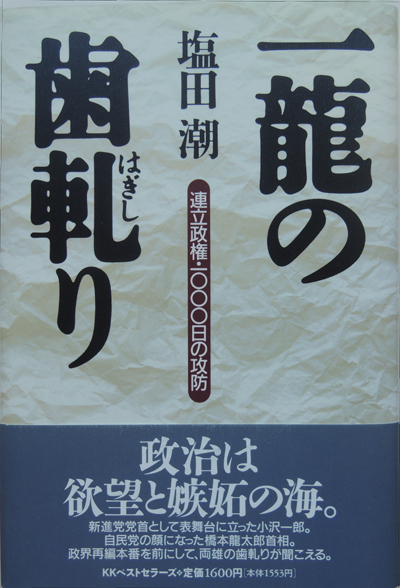 一龍の
歯軋り
はぎし
塩田 潮
連立政権・一〇〇〇日の攻防
政治は
欲望と嫉妬の海。
新進党党首として表舞台に立った小沢一郎。
自民党の顔になった橋本龍太郎首相。
政界再編本番を前にして、両雄の歯軋りが聞こえる。
KKベストセラーズ◆定価1600円[本体1553円]